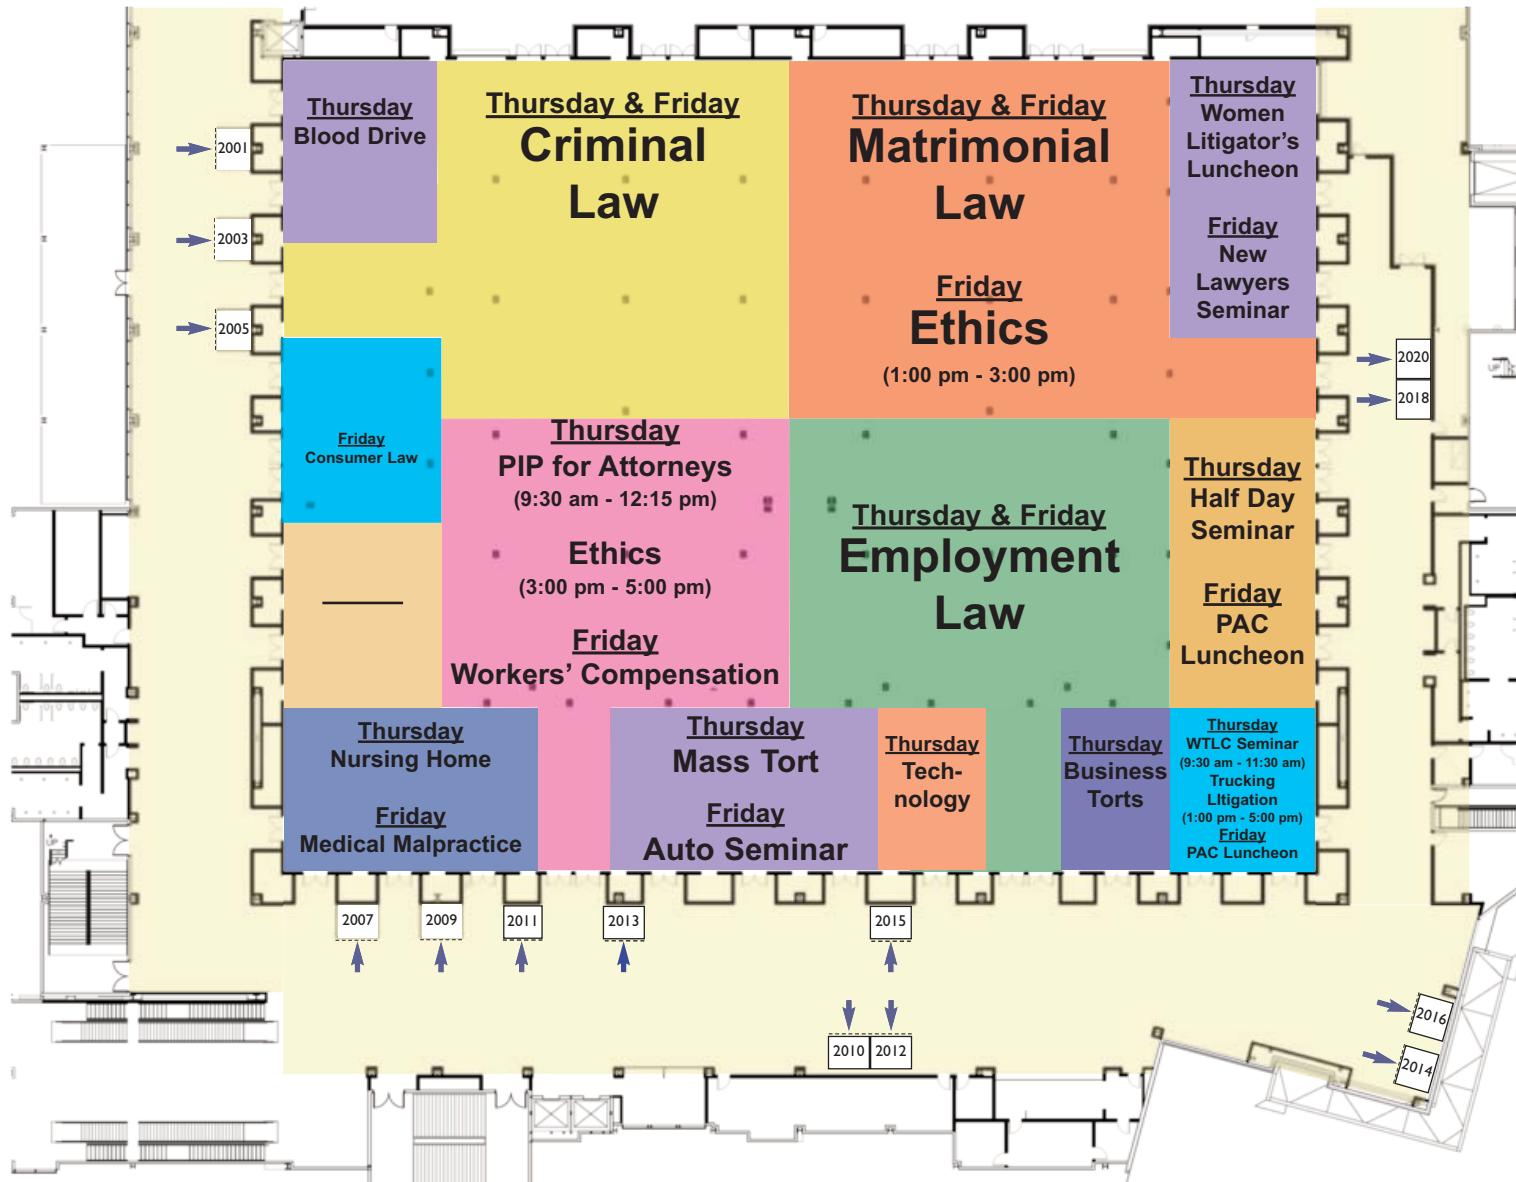 Thursday
Blood Drive
Thursday & Friday
Criminal
Law
Thursday & Friday
Matrimonial
Law
Friday
Ethics
(1:00 pm - 3:00 pm)
Thursday
Women
Litigator's
Luncheon
Friday
New
Lawyers
Seminar
2001
2003
2005
2020
2018
UP
Friday
Consumer Law
Thursday
PIP for Attorneys
(9:30 am - 12:15 pm)
Ethics
(3:00 pm - 5:00 pm)
Friday
Workers' Compensation
Thursday & Friday
Employment
Law
Thursday
Half Day
Seminar
Friday
PAC
Luncheon
Thursday
Nursing Home
Friday
Medical Malpractice
Thursday
Mass Tort
Friday
Auto Seminar
Thursday
Tech-
nology
Thursday
Business
Torts
Thursday
WTLC Seminar
(9:30 am - 11:30 am)
Trucking
LItigation
(1:00 pm - 5:00 pm)
Friday
PAC Luncheon
UP
2007
2009
2011
2013
2015
2010
2012
2016
2014